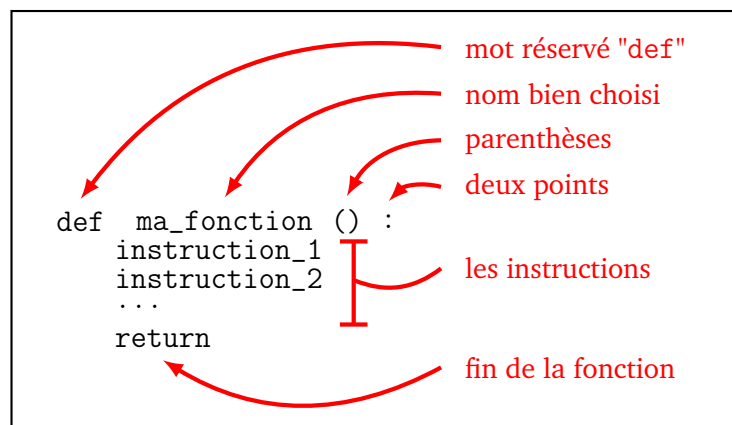 mot réservé "def"
nom bien choisi
parenthèses
deux points
def ma_fonction () :
instruction_1
instruction_2
les instructions
...
return
fin de la fonction